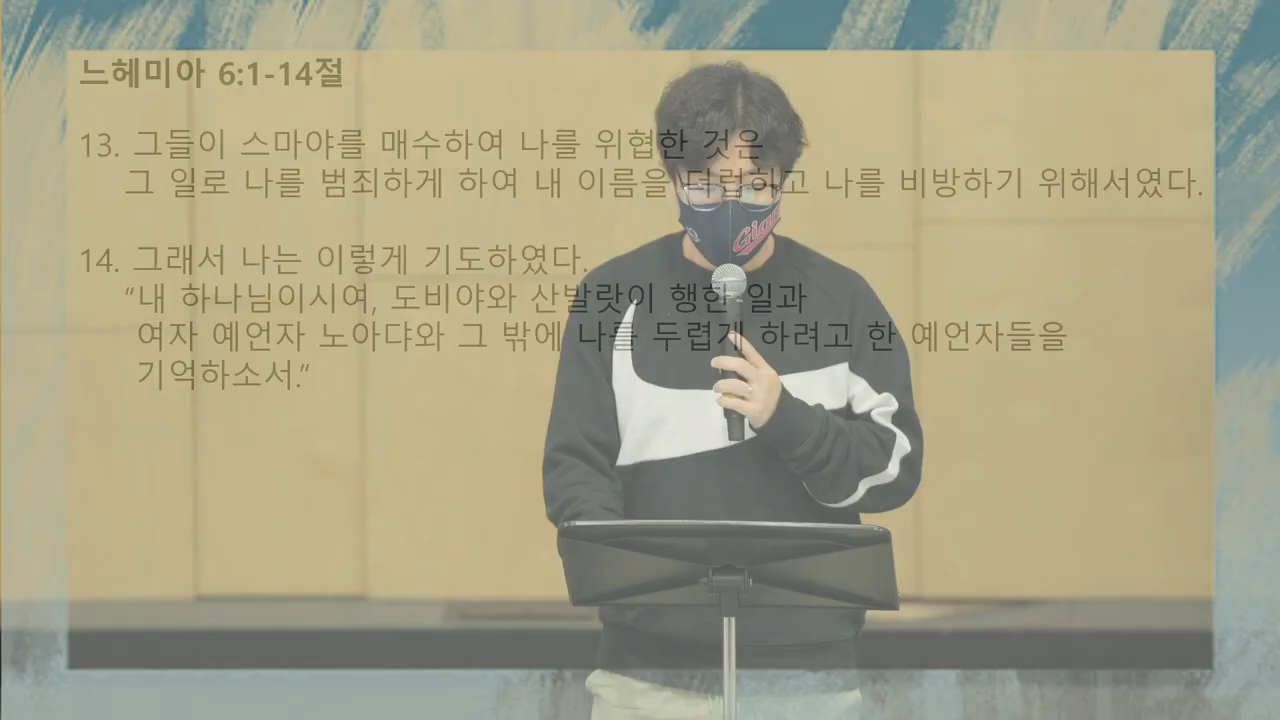 느헤미야 6:1-14절
13. 그들이 스마야를 매수하여 나를 위협한 것은
그 일로 나를 범죄하게 하여 내 이름을 더럽히고 나를 비방하기 위해서였다.
14. 그래서 나는 이렇게 기도하였다.
“내 하나님이시여, 도비야와 산발랏이 행한 일과
여자 예언자 노아댜와 그 밖에 나를 두렵게 하려고 한 예언자들을
기억하소서.”
Giants